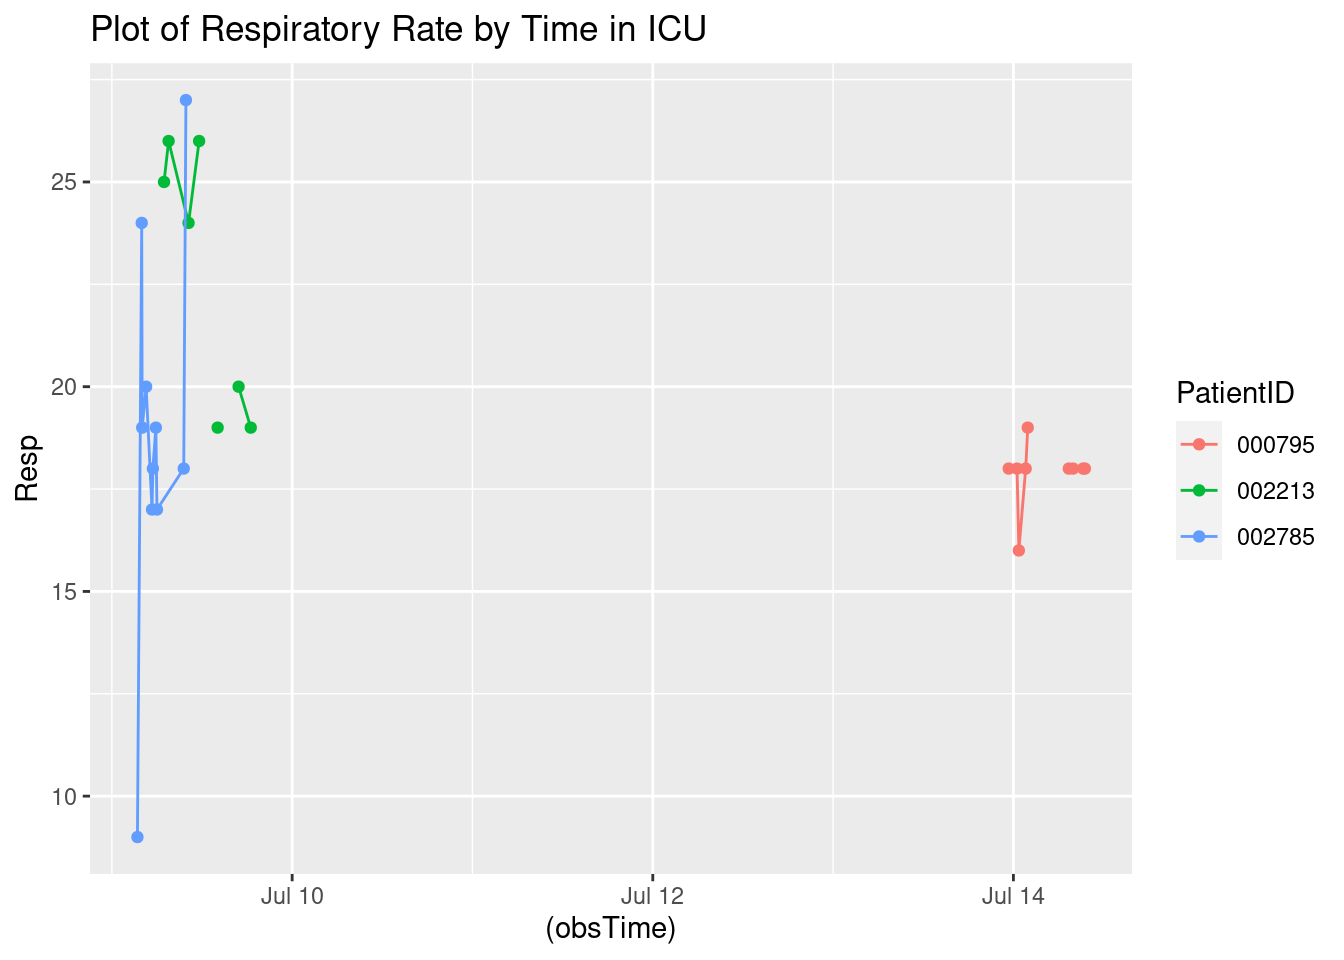 Plot of Respiratory Rate by Time in ICU
25
20
15
10
Resp
Jul 10
Jul 12
Jul 14
(obsTime)
PatientID
000795
002213
002785